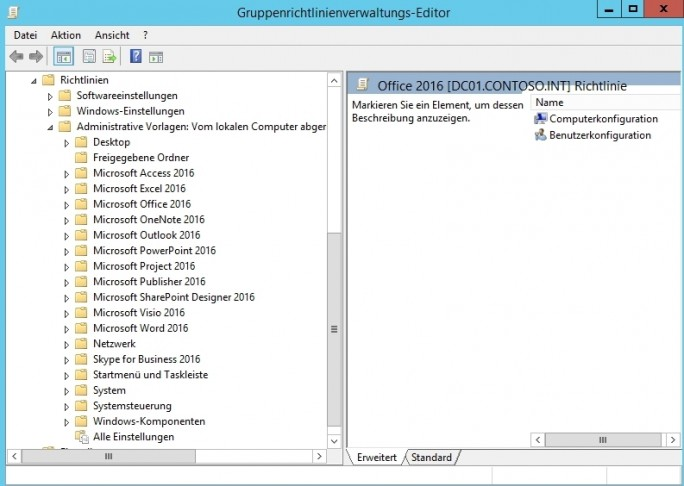 Gruppenrichtlinienverwaltungs-Editor
Datei Aktion Ansicht ?
Richtlinien
Softwareeinstellungen
Windows-Einstellungen
Administrative Vorlagen: Vom lokalen Computer abger
Desktop
Freigegebene Ordner
Microsoft Access 2016
Microsoft Excel 2016
Microsoft Office 2016
Microsoft OneNote 2016
Microsoft Outlook 2016
Microsoft PowerPoint 2016
Microsoft Project 2016
Microsoft Publisher 2016
Microsoft SharePoint Designer 2016
Microsoft Visio 2016
Microsoft Word 2016
Netzwerk
Skype for Business 2016
Startmenü und Taskleiste
System
Systemsteuerung
Windows-Komponenten
Alle Einstellungen
Office 2016 [DC01.CONTOSO.INT] Richtlinie
Markieren Sie ein Element, um dessen
Beschreibung anzuzeigen.
Name
Computerkonfiguration
Benutzerkonfiguration
Erweitert Standard